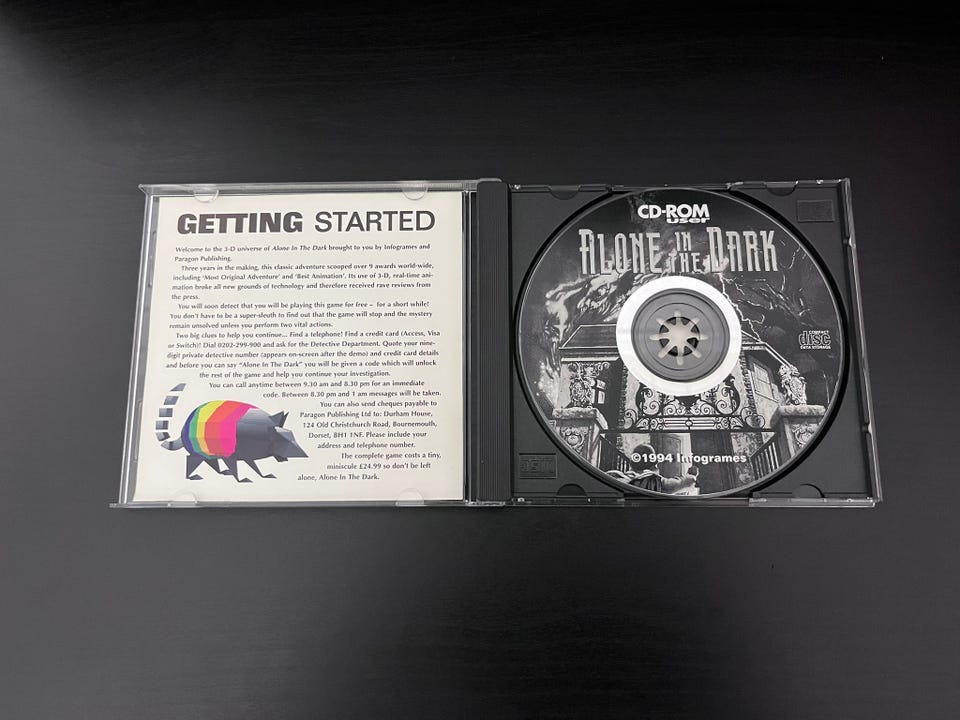 GETTING STARTED
Welcome to the 3-D universe of Alone In The Dark brought to you by Infogrames and
Paragon Publishing.
Three years in the making, this classic adventure scooped over 9 awards world-wide,
including 'Most Original Adventure' and 'Best Animation'. Its use of 3-D, real-time ani-
mation broke all new grounds of technology and therefore received rave reviews from
the press.
You will soon detect that you will be playing this game for free – for a short while!
You don't have to be a super-sleuth to find out that the game will stop and the mystery
remain unsolved unless you perform two vital actions.
Two big clues to help you continue... Find a telephone! Find a credit card (Access, Visa
or Switch)! Dial 0202-299-900 and ask for the Detective Department. Quote your nine-
digit private detective number (appears on-screen after the demo) and credit card details
and before you can say "Alone In The Dark" you will be given a code which will unlock
the rest of the game and help you continue your investigation.
You can call anytime between 9.30 am and 8.30 pm for an immediate
code. Between 8.30 pm and 1 am messages will be taken.
You can also send cheques payable to
Paragon Publishing Ltd to: Durham House,
124 Old Christchurch Road, Bournemouth,
Dorset, BH1 1NF. Please include your
address and telephone number.
The complete game costs a tiny,
miniscule £24.99 so don't be left
alone, Alone In The Dark.
CD-ROM
user
ALONE IN THE DARK
COMPACT
disc
DATA STORAGE
©1994 Infogrames